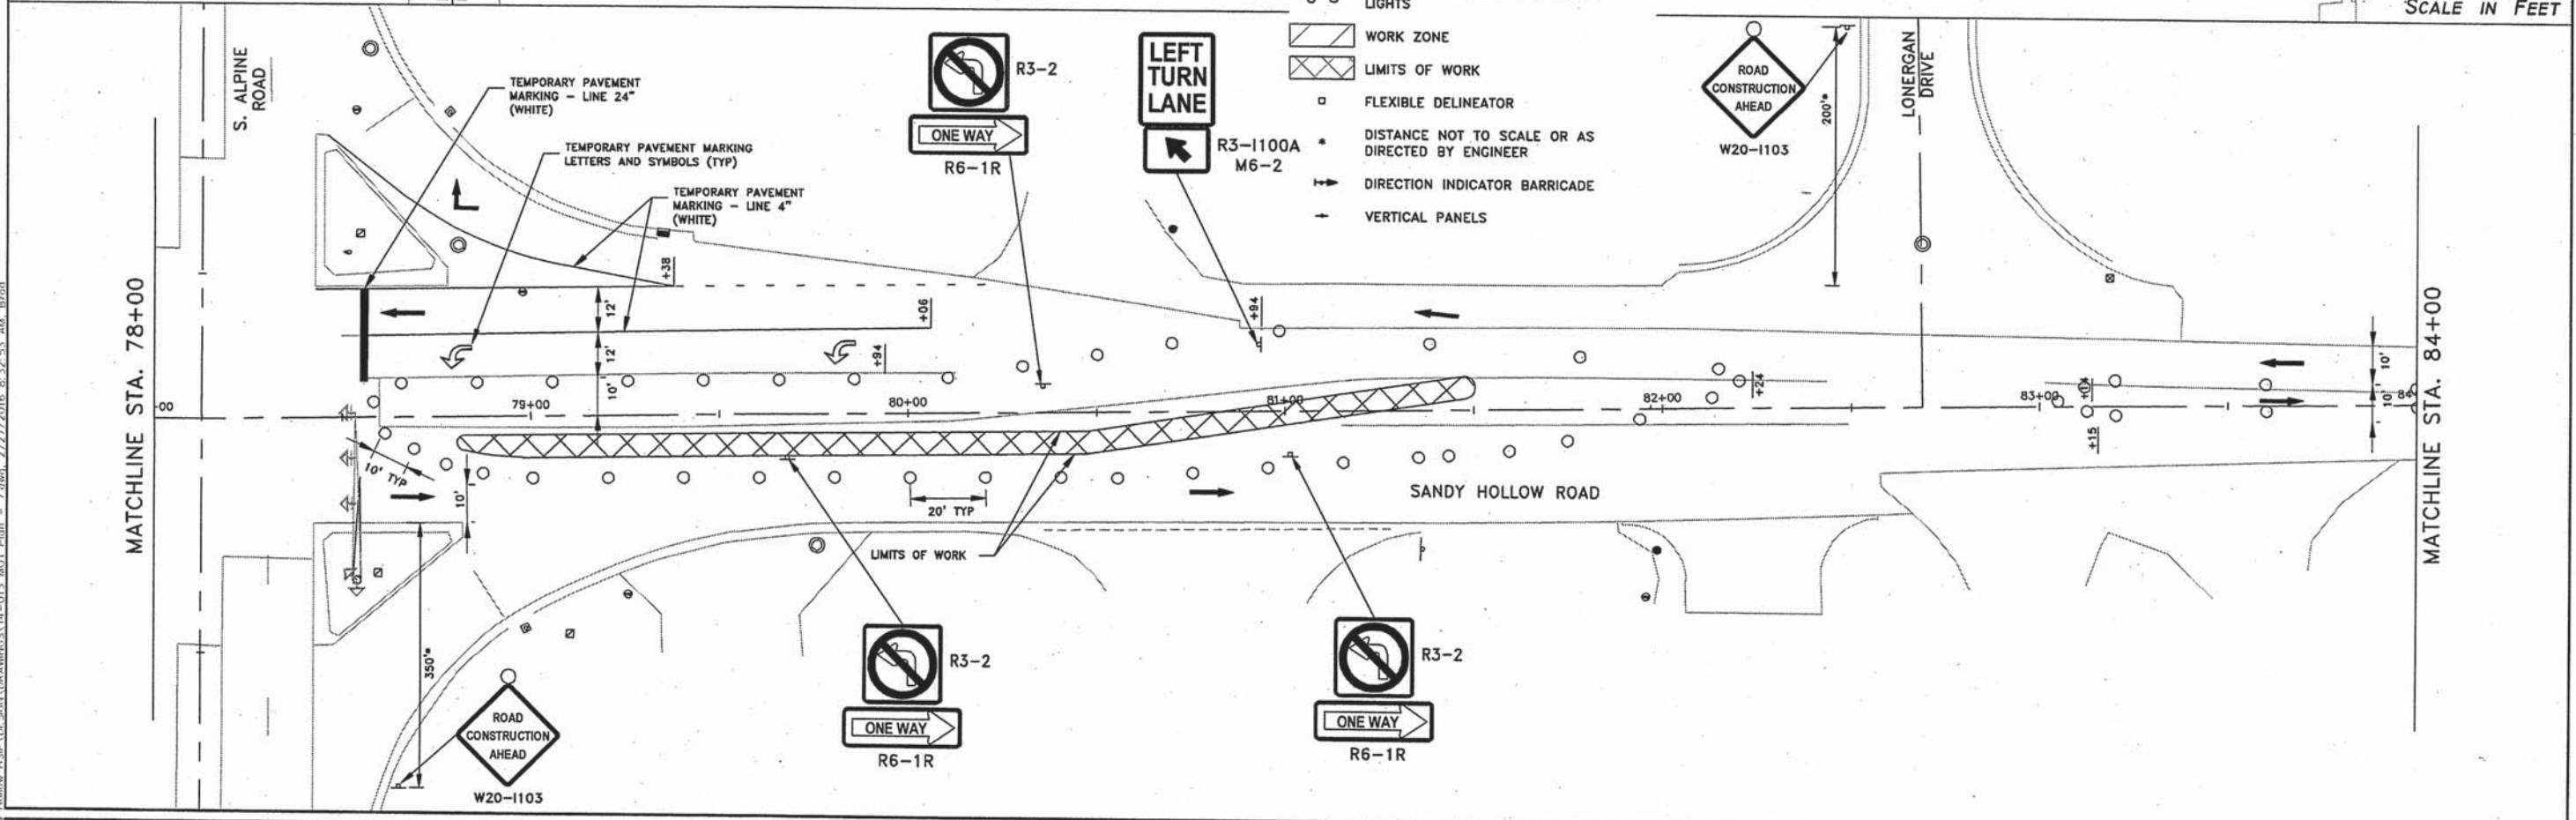 SCALE IN FEET
LIGHTS
WORK ZONE
LIMITS OF WORK
FLEXIBLE DELINEATOR
* DISTANCE NOT TO SCALE OR AS
DIRECTED BY ENGINEER
DIRECTION INDICATOR BARRICADE
VERTICAL PANELS
S. ALPINE
ROAD
TEMPORARY PAVEMENT
MARKING - LINE 24"
(WHITE)
TEMPORARY PAVEMENT MARKING
LETTERS AND SYMBOLS (TYP)
TEMPORARY PAVEMENT
MARKING - LINE 4"
(WHITE)
R3-2
ONE WAY
R6-1R
LEFT
TURN
LANE
R3-I100A
M6-2
ROAD
CONSTRUCTION
AHEAD
W20-I103
200'*
LONERGAN
DRIVE
MATCHLINE STA. 78+00
+38
12'
+06
12'
+94
10'
+94
-00
79+00
80+00
81+00
82+00
+24
83+00
+14
+15
10'
10'
84
MATCHLINE STA. 84+00
10' TYP
10'
20' TYP
SANDY HOLLOW ROAD
LIMITS OF WORK
350'*
ROAD
CONSTRUCTION
AHEAD
W20-I103
R3-2
ONE WAY
R6-1R
R3-2
ONE WAY
R6-1R